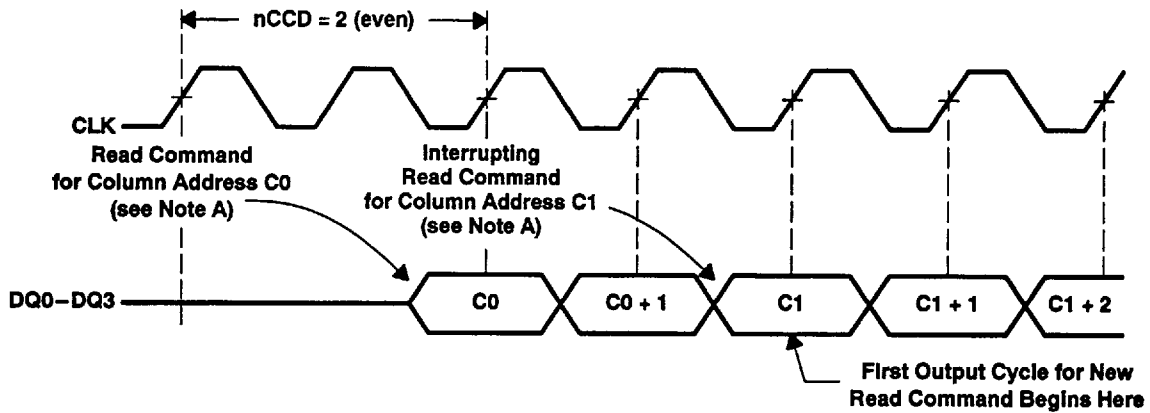 nCCD = 2 (even)
CLK
Read Command
for Column Address C0
(see Note A)
Interrupting
Read Command
for Column Address C1
(see Note A)
DQ0–DQ3
C0
C0 + 1
C1
C1 + 1
C1 + 2
First Output Cycle for New
Read Command Begins Here